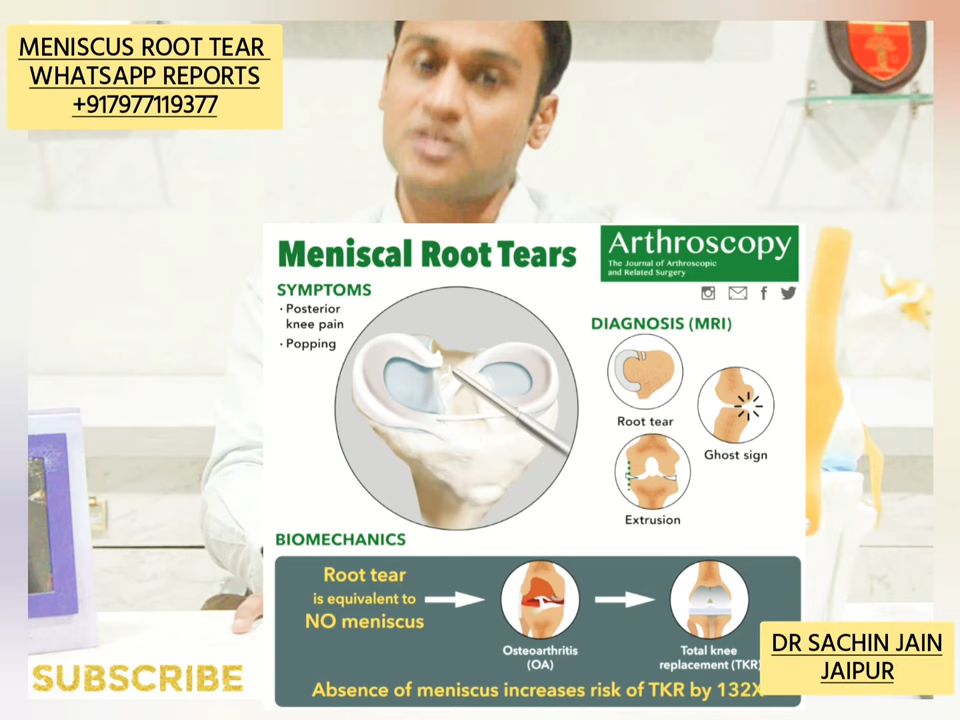 MENISCUS ROOT TEAR
WHATSAPP REPORTS
+917977119377
Meniscal Root Tears
Arthroscopy
The Journal of Arthroscopic
and Related Surgery
SYMPTOMS
· Posterior
knee pain
· Popping
DIAGNOSIS (MRI)
Root tear
Ghost sign
Extrusion
BIOMECHANICS
Root tear
is equivalent to
NO meniscus
Osteoarthritis
(OA)
Total knee
replacement (TKR)
Absence of meniscus increases risk of TKR by 132X
DR SACHIN JAIN
JAIPUR
SUBSCRIBE